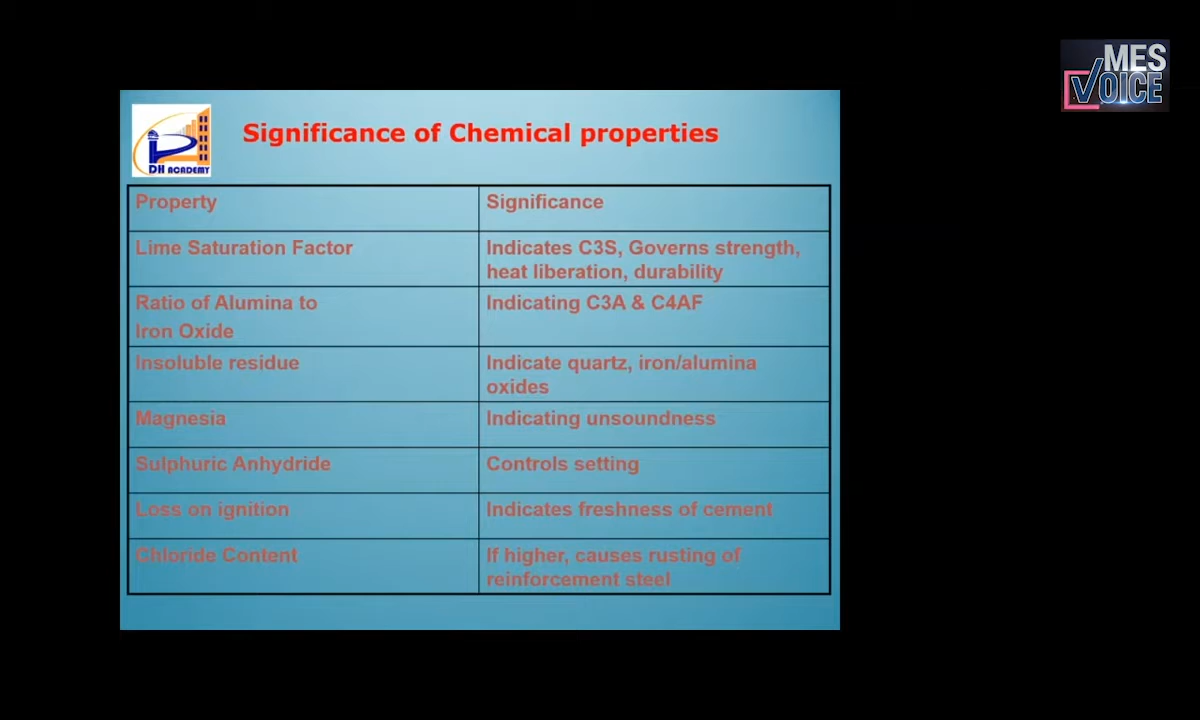 MES
VOICE
DH ACADEMY
Significance of Chemical properties
Property
Significance
Lime Saturation Factor
Indicates C3S, Governs strength,
heat liberation, durability
Ratio of Alumina to
Iron Oxide
Indicating C3A & C4AF
Insoluble residue
Indicate quartz, iron/alumina
oxides
Magnesia
Indicating unsoundness
Sulphuric Anhydride
Controls setting
Loss on ignition
Indicates freshness of cement
Chloride Content
If higher, causes rusting of
reinforcement steel